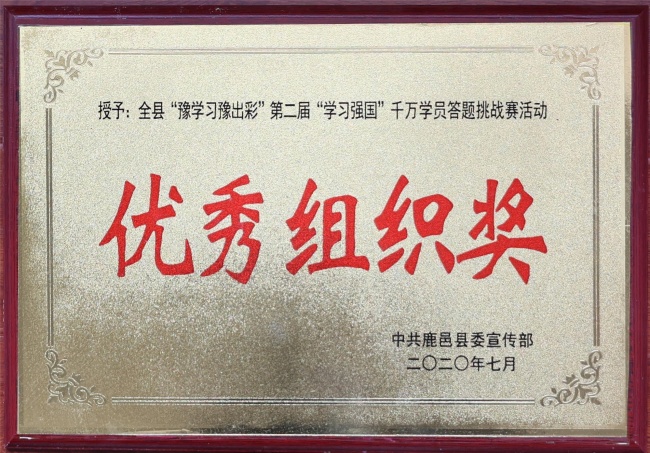 授予：全县“豫学习豫出彩”第二届“学习强国”千万学员答题挑战赛活动
优秀组织奖
中共鹿邑县委宣传部
二〇二〇年七月